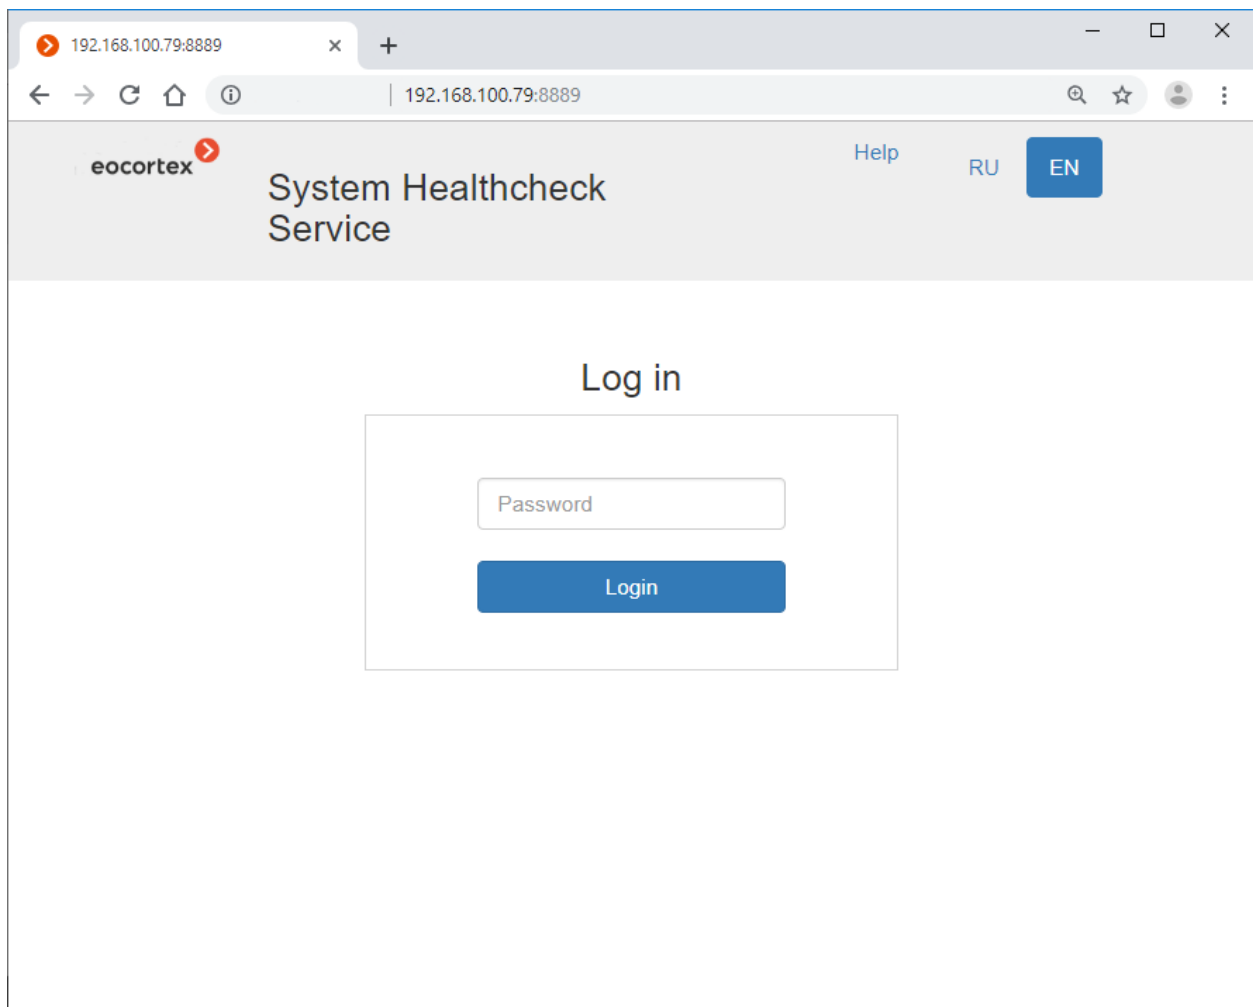 192.168.100.79:8889
192.168.100.79:8889
eocortex
System Healthcheck
Service
Help
RU
EN
Log in
Password
Login